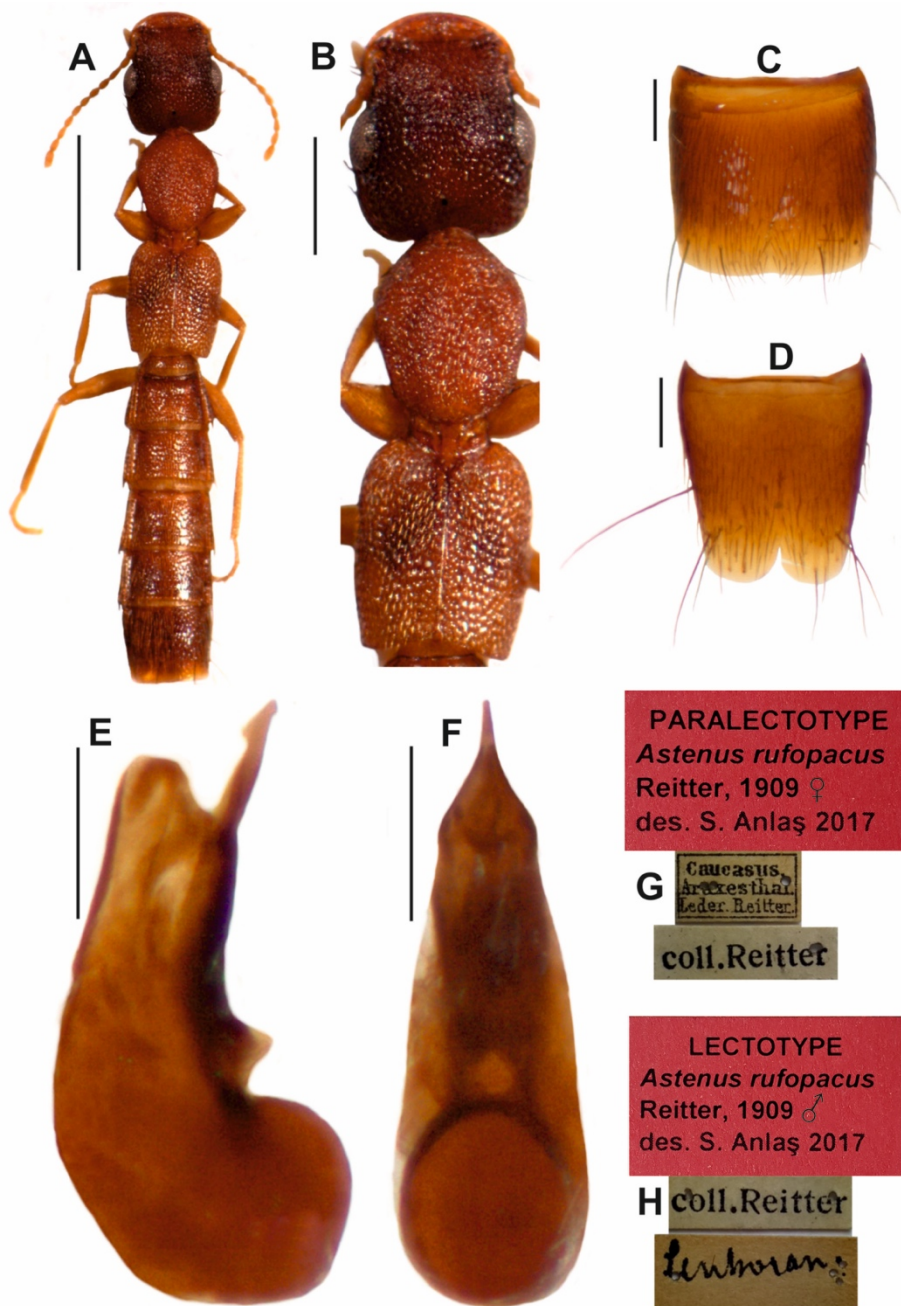 A
B
C
D
E
F
PARALECTOTYPE
Astenus rufopacus
Reitter, 1909 ♀
des. S. Anlaş 2017
G
Caucasus,
Araxesthal.
Leder. Reitter.
coll.Reitter
LECTOTYPE
Astenus rufopacus
Reitter, 1909 ♂
des. S. Anlaş 2017
H
coll.Reitter
Lenkoran